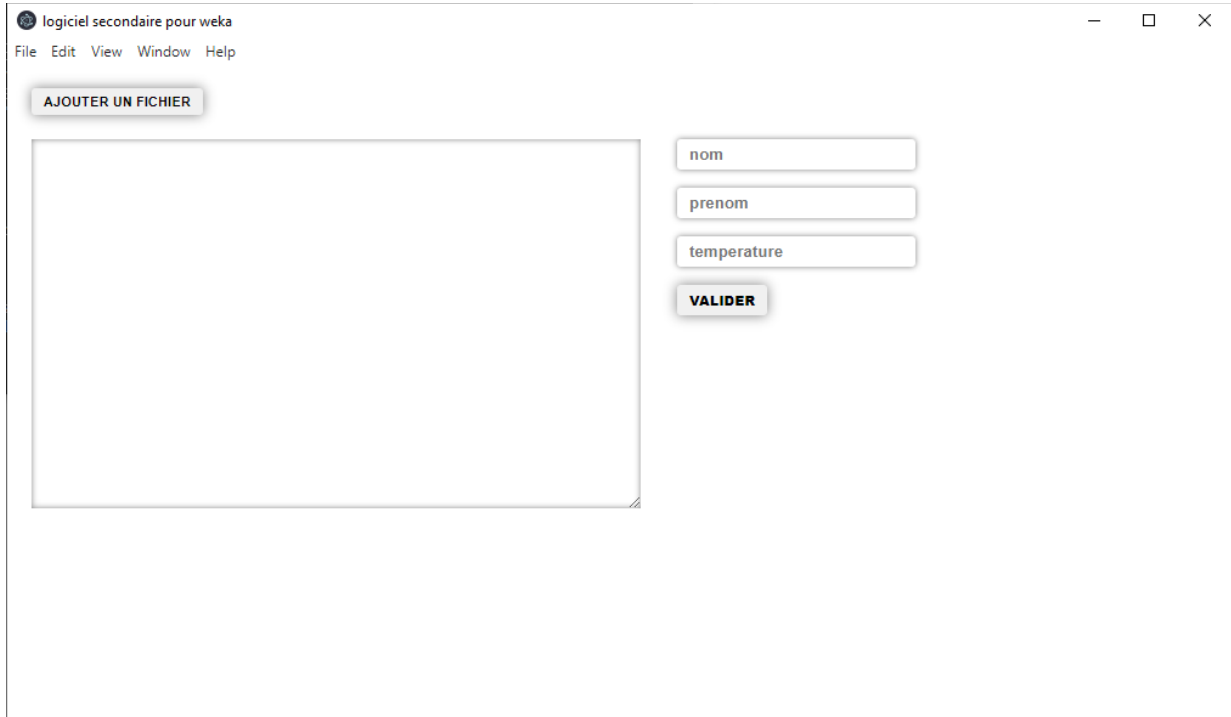 logiciel secondaire pour weka
File Edit View Window Help
AJOUTER UN FICHIER
nom
prenom
temperature
VALIDER